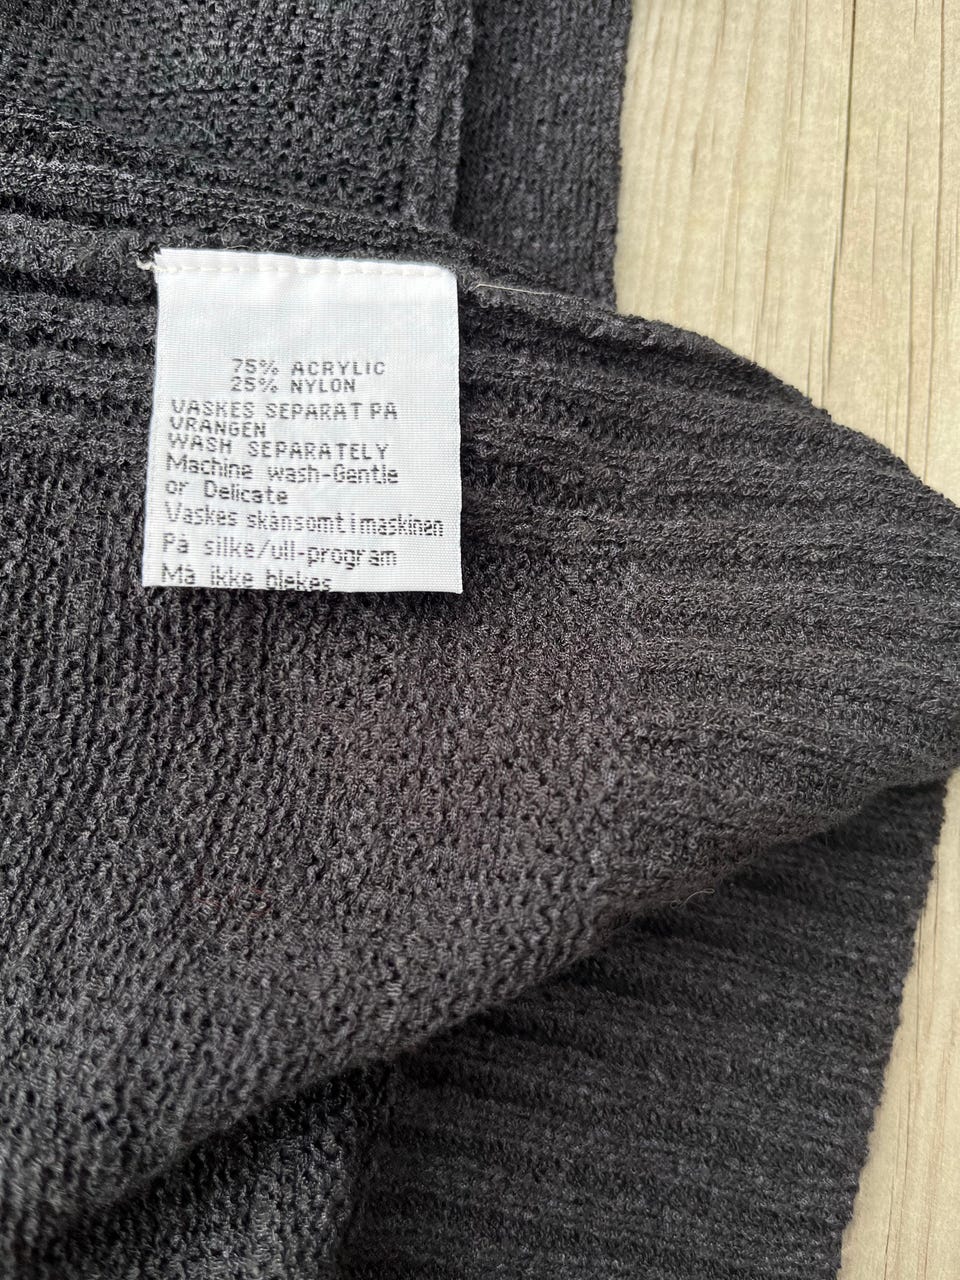 75% ACRYLIC
25% NYLON
VASKES SEPARAT PÅ
VRANGEN
WASH SEPARATELY
Machine wash-Gentle
or Delicate
Vaskes skånsomt i maskinen
På silke/ull-program
Må ikke blekes